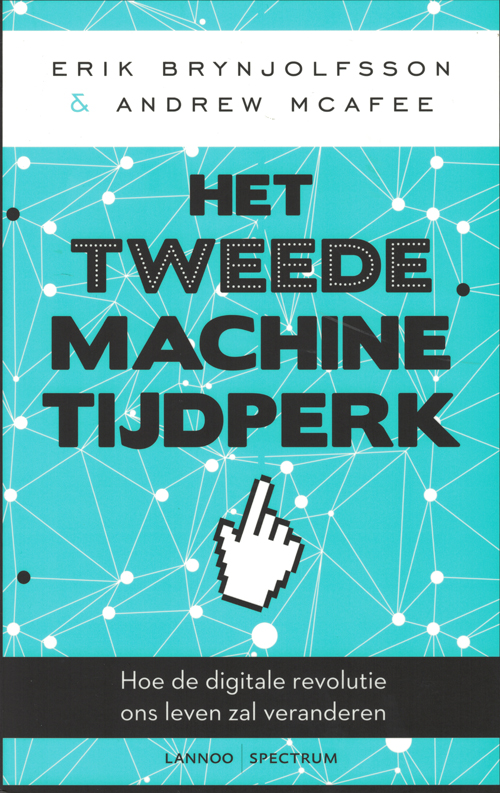 ERIK BRYNJOLFSSON
& ANDREW MCAFEE
HET
TWEEDE
MACHINE
TIJDPERK
Hoe de digitale revolutie
ons leven zal veranderen
LANNOO | SPECTRUM